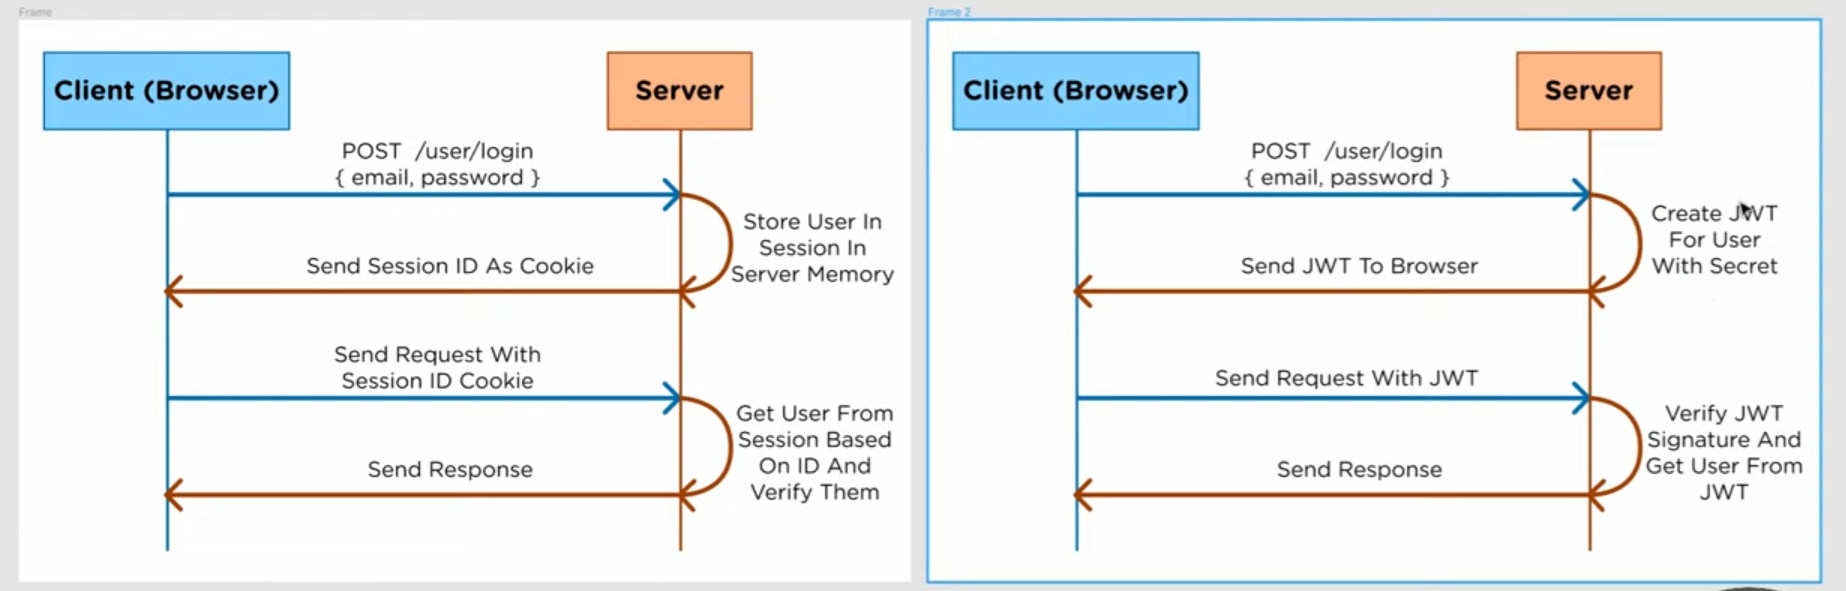 Frame
Client (Browser)
Server
POST /user/login
{ email, password }
Store User In
Session In
Server Memory
Send Session ID As Cookie
Send Request With
Session ID Cookie
Get User From
Session Based
On ID And
Verify Them
Send Response
Frame 2
Client (Browser)
Server
POST /user/login
{ email, password }
Create JWT
For User
With Secret
Send JWT To Browser
Send Request With JWT
Verify JWT
Signature And
Get User From
JWT
Send Response